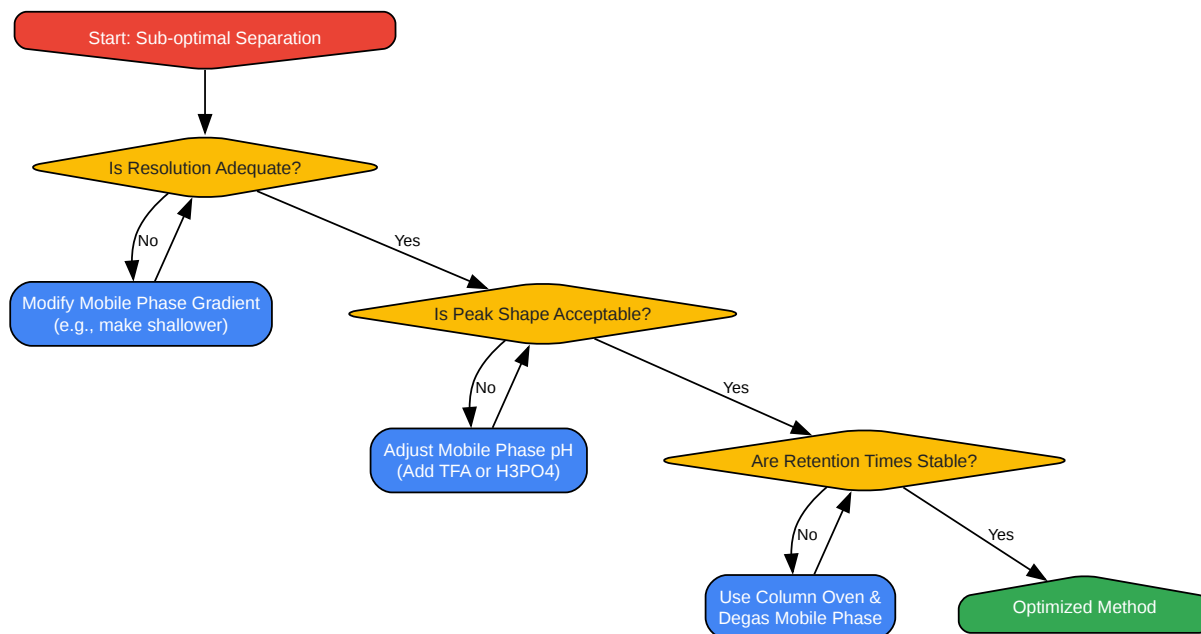 Start: Sub-optimal Separation
Is Resolution Adequate?
No
Yes
Modify Mobile Phase Gradient
(e.g., make shallower)
Is Peak Shape Acceptable?
No
Yes
Adjust Mobile Phase pH
(Add TFA or H3PO4)
Are Retention Times Stable?
No
Yes
Use Column Oven &
Degas Mobile Phase
Optimized Method